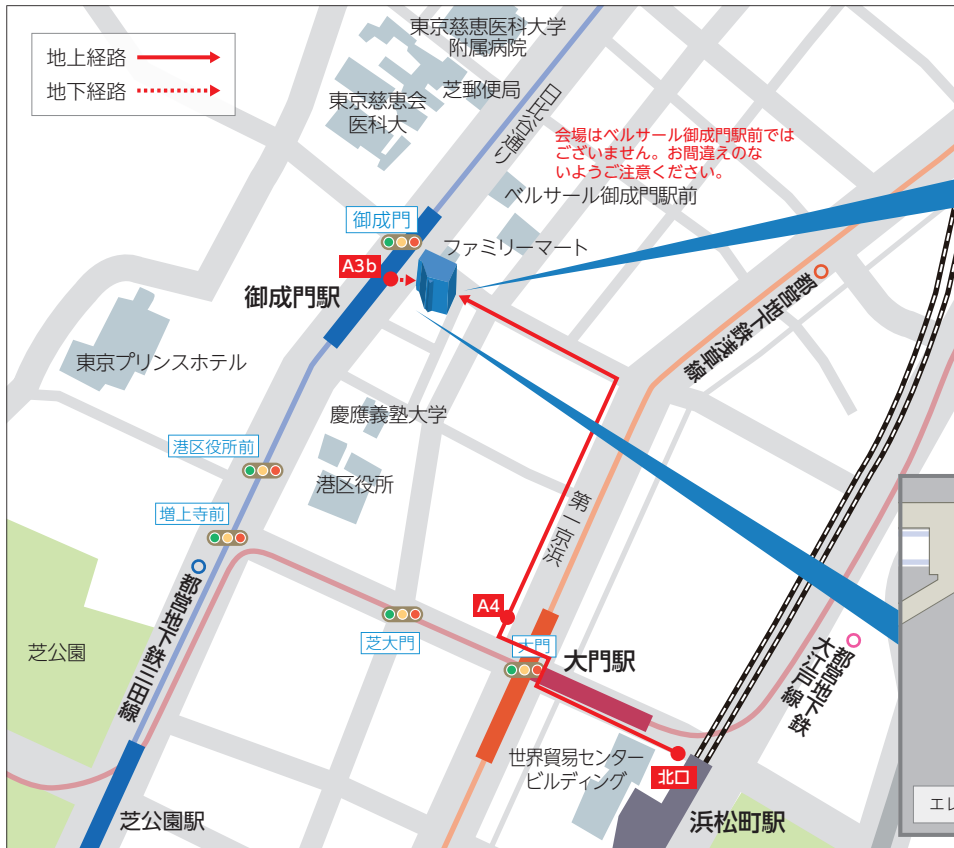 地上経路
地下経路
東京慈恵医科大学
附属病院
芝郵便局
東京慈恵会
医科大
日比谷通り
会場はベルサール御成門駅前では
ございません。お間違えのな
いようご注意ください。
ベルサール御成門駅前
御成門
ファミリーマート
A3b
御成門駅
都営地下鉄浅草線
東京プリンスホテル
慶應義塾大学
港区役所前
港区役所
増上寺前
第一京浜
都営地下鉄三田線
A4
芝大門
大門
大門駅
芝公園
都営地下鉄
大江戸線
世界貿易センター
ビルディング
北口
芝公園駅
浜松町駅
エレ